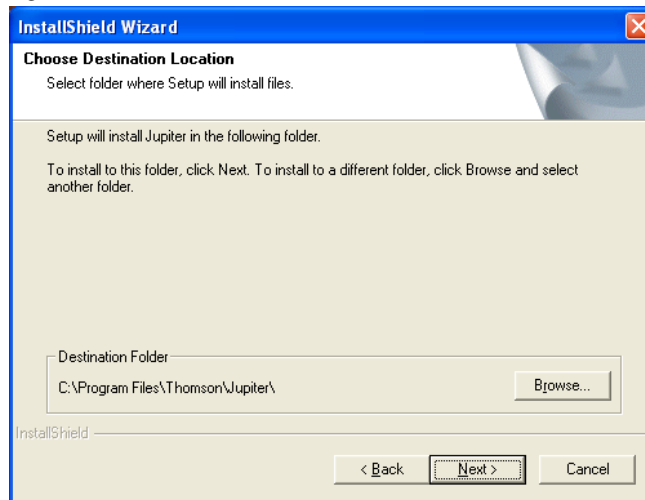 InstallShield Wizard
Choose Destination Location
Select folder where Setup will install files.
Setup will install Jupiter in the following folder.
To install to this folder, click Next. To install to a different folder, click Browse and select
another folder.
Destination Folder
C:\Program Files\Thomson\Jupiter\
Browse...
InstallShield
< Back
Next >
Cancel